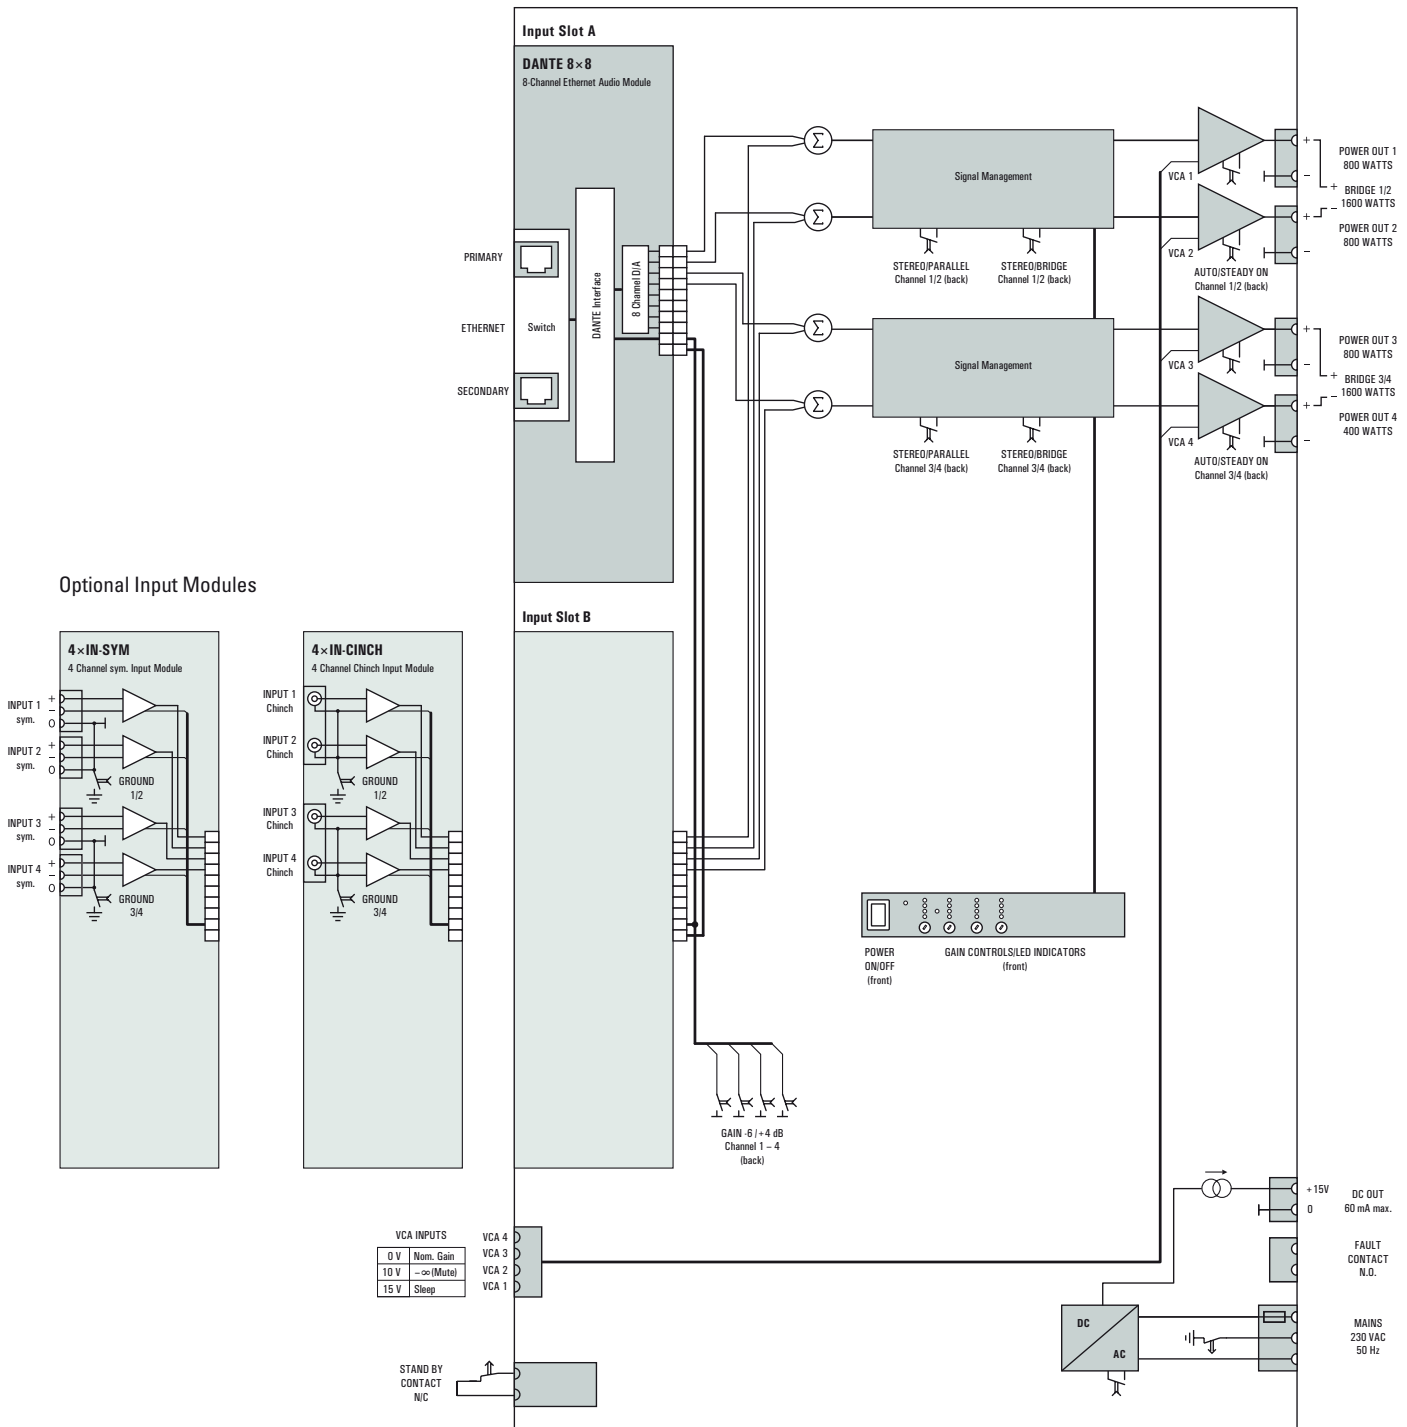 Input Slot A
DANTE 8×8
8-Channel Ethernet Audio Module
PRIMARY
ETHERNET
SECONDARY
Switch
DANTE Interface
8 Channel D/A
Σ
Σ
Σ
Σ
Signal Management
STEREO/PARALLEL
Channel 1/2 (back)
STEREO/BRIDGE
Channel 1/2 (back)
Signal Management
STEREO/PARALLEL
Channel 3/4 (back)
STEREO/BRIDGE
Channel 3/4 (back)
VCA 1
VCA 2
AUTO/STEADY ON
Channel 1/2 (back)
VCA 3
VCA 4
AUTO/STEADY ON
Channel 3/4 (back)
+
−
+
−
POWER OUT 1
800 WATTS
+ BRIDGE 1/2
− 1600 WATTS
POWER OUT 2
800 WATTS
+
−
+
−
POWER OUT 3
800 WATTS
+ BRIDGE 3/4
− 1600 WATTS
POWER OUT 4
400 WATTS
Optional Input Modules
4×IN-SYM
4 Channel sym. Input Module
INPUT 1
sym.
+
−
0
INPUT 2
sym.
+
−
0
GROUND
1/2
INPUT 3
sym.
+
−
0
INPUT 4
sym.
+
−
0
GROUND
3/4
4×IN-CINCH
4 Channel Chinch Input Module
INPUT 1
Chinch
INPUT 2
Chinch
GROUND
1/2
INPUT 3
Chinch
INPUT 4
Chinch
GROUND
3/4
Input Slot B
POWER
ON/OFF
(front)
GAIN CONTROLS/LED INDICATORS
(front)
GAIN -6 / +4 dB
Channel 1 – 4
(back)
VCA INPUTS
0 V Nom. Gain
10 V −∞(Mute)
15 V Sleep
VCA 4
VCA 3
VCA 2
VCA 1
STAND BY
CONTACT
N/C
+15V
0
DC OUT
60 mA max.
FAULT
CONTACT
N.O.
DC
AC
MAINS
230 VAC
50 Hz